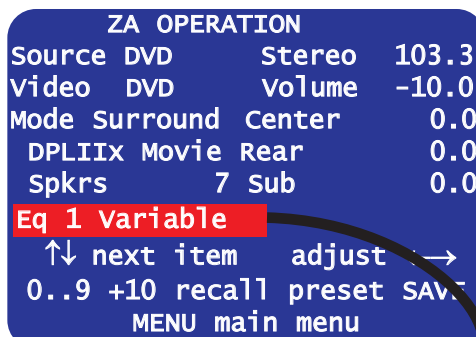 ZA OPERATION
Source DVD Stereo 103.3
Video DVD Volume -10.0
Mode Surround Center 0.0
DPLIIx Movie Rear 0.0
Spkrs 7 Sub 0.0
Eq 1 Variable
↑↓ next item adjust ←→
0..9 +10 recall preset SAVE
MENU main menu